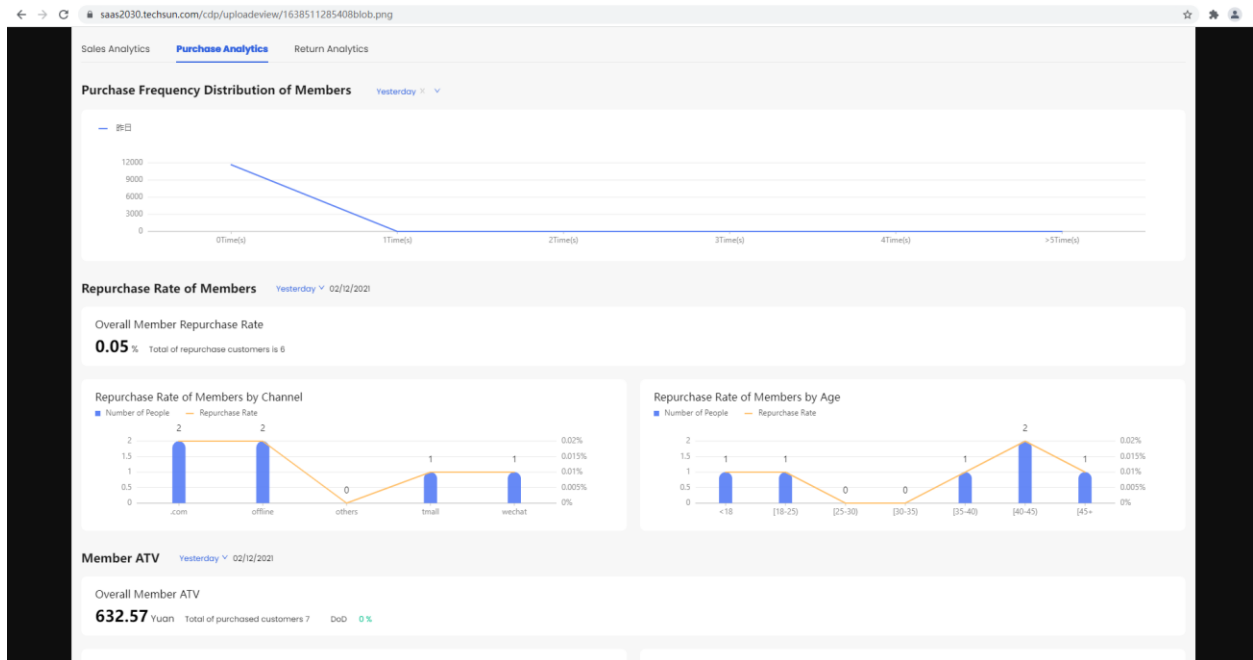 saas2030.techsun.com/cdp/uploadeview/1638511285408blob.png
Sales Analytics Purchase Analytics Return Analytics
Purchase Frequency Distribution of Members Yesterday × 
昨日
12000
9000
6000
3000
0
0Time(s) 1Time(s) 2Time(s) 3Time(s) 4Time(s) >5Time(s)
Repurchase Rate of Members Yesterday 02/12/2021
Overall Member Repurchase Rate
0.05 % Total of repurchase customers is 6
Repurchase Rate of Members by Channel
Number of People Repurchase Rate
2 2
2 0.02%
1.5 0.015%
1 1
1 0.01%
0.5 0.005%
0
0 0%
.com offline others tmall wechat
Repurchase Rate of Members by Age
Number of People Repurchase Rate
2
2 0.02%
1.5 0.015%
1 1 1 1
1 0.01%
0.5 0.005%
0 0
0 0%
<18 [18-25) [25-30) [30-35) [35-40) [40-45) [45+
Member ATV Yesterday 02/12/2021
Overall Member ATV
632.57 Yuan Total of purchased customers 7 DoD 0 %